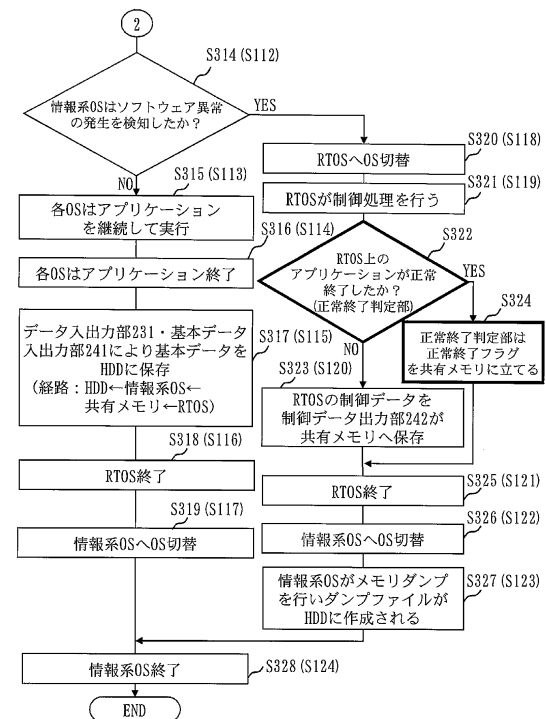 2
S314(S112)
情報系OSはソフトウェア異常
の発生を検知したか?
YES
NO
S315(S113)
各OSはアプリケーション
を継続して実行
S316(S114)
各OSはアプリケーション終了
データ入出力部231・基本データ
入出力部241により基本データを
HDDに保存
(経路:HDD←情報系OS←
共有メモリ←RTOS)
S317(S115)
S318(S116)
RTOS終了
S319(S117)
情報系OSへOS切替
S320(S118)
RTOSへOS切替
S321(S119)
RTOSが制御処理を行う
S322
RTOS上の
アプリケーションが正常
終了したか?
(正常終了判定部)
YES
S324
正常終了判定部は
正常終了フラグ
を共有メモリに立てる
NO
S323(S120)
RTOSの制御データを
制御データ出力部242が
共有メモリへ保存
S325(S121)
RTOS終了
S326(S122)
情報系OSへOS切替
S327(S123)
情報系OSがメモリダンプ
を行いダンプファイルが
HDDに作成される
S328(S124)
情報系OS終了
END